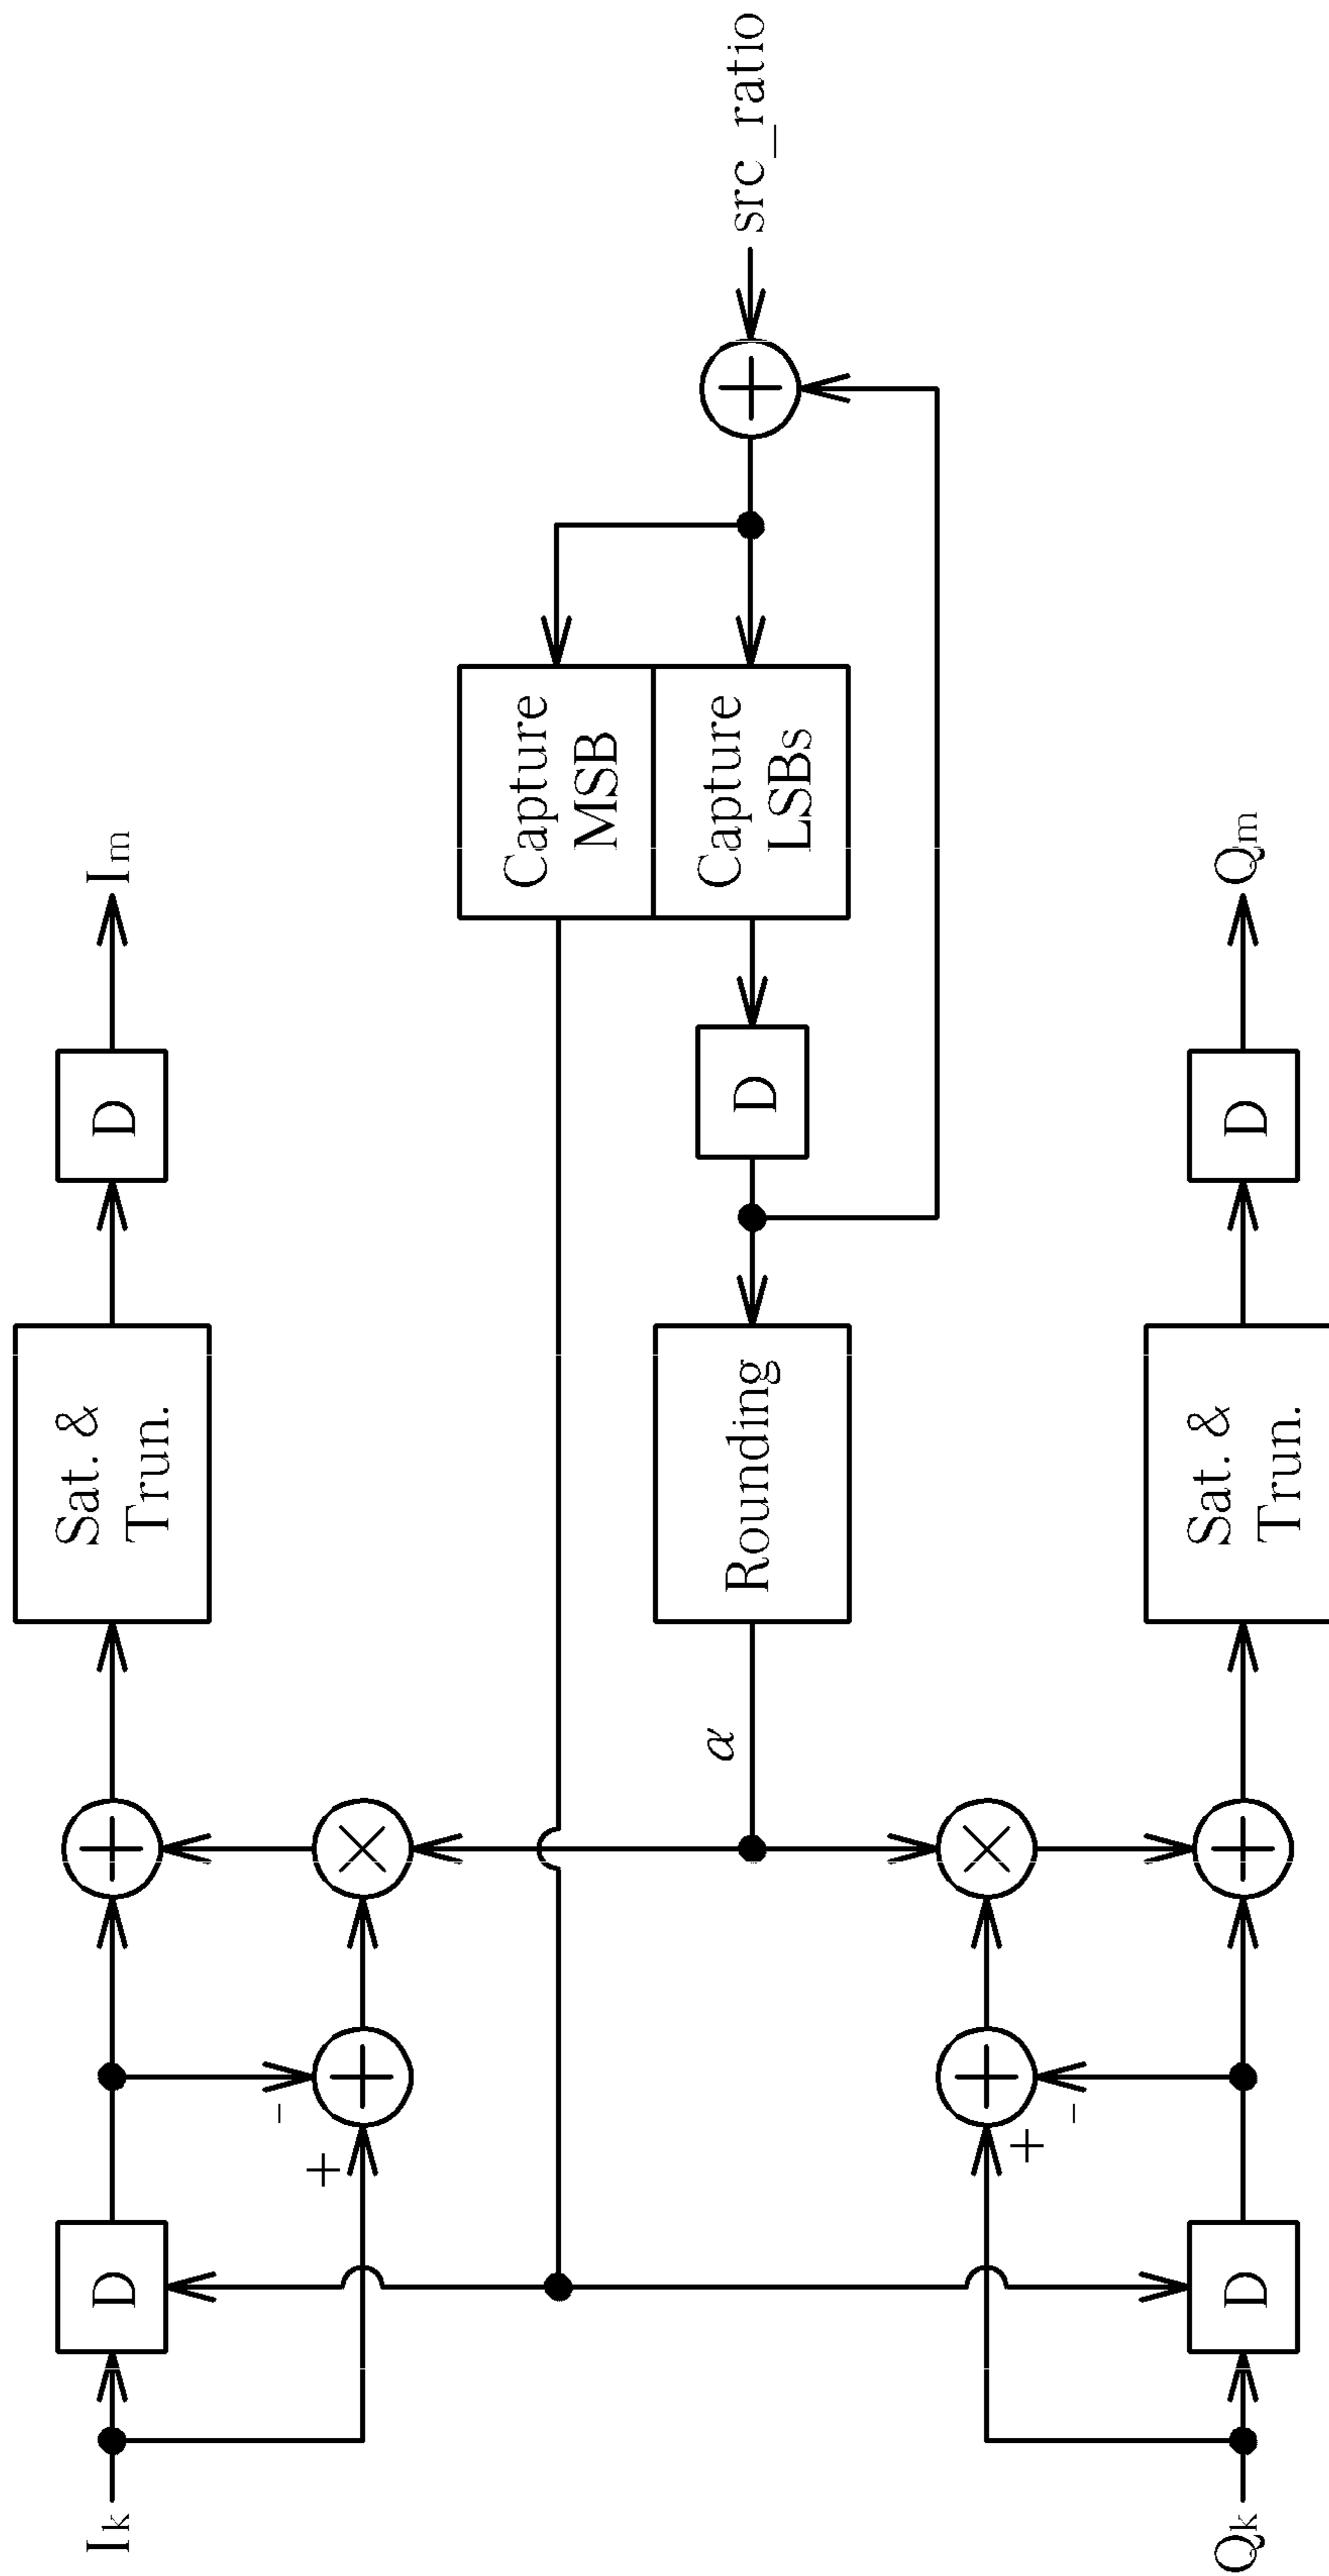 Iₖ
D
-
+
Sat. &
Trun.
D
Iₘ
Capture
MSB
Capture
LSBs
src_ratio
D
Rounding
α
+
-
Qₖ
D
Sat. &
Trun.
D
Qₘ